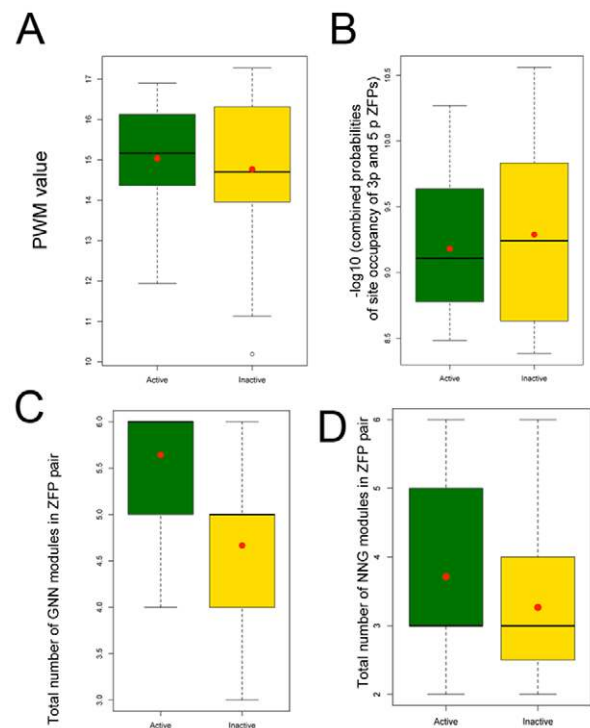 A
PWM value
17
16
15
14
13
12
11
10
Active
Inactive
B
-log10 (combined probabilities
of site occupancy of 3p and 5 p ZFPs)
10.5
10.0
9.5
9.0
8.5
Active
Inactive
C
Total number of GNN modules in ZFP pair
6.0
5.5
5.0
4.5
4.0
3.5
3.0
Active
Inactive
D
Total number of NNG modules in ZFP pair
6
5
4
3
2
Active
Inactive